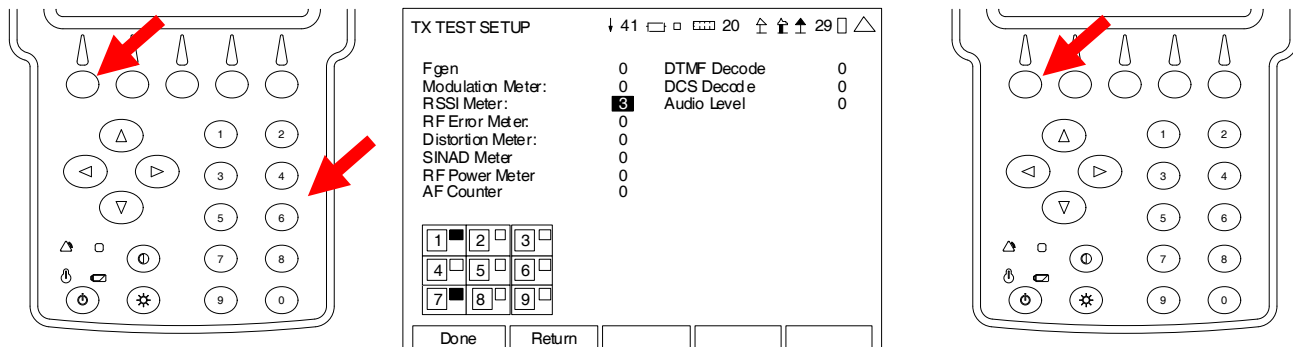 1 2
3 4
5 6
7 8
9 0
TX TEST SETUP 41 20 29
Fgen 0 DTMF Decode 0
Modulation Meter: 0 DCS Decode 0
RSSI Meter: 3 Audio Level 0
RF Error Meter: 0
Distortion Meter: 0
SINAD Meter 0
RF Power Meter 0
AF Counter 0
1 2 3
4 5 6
7 8 9
Done Return
1 2
3 4
5 6
7 8
9 0